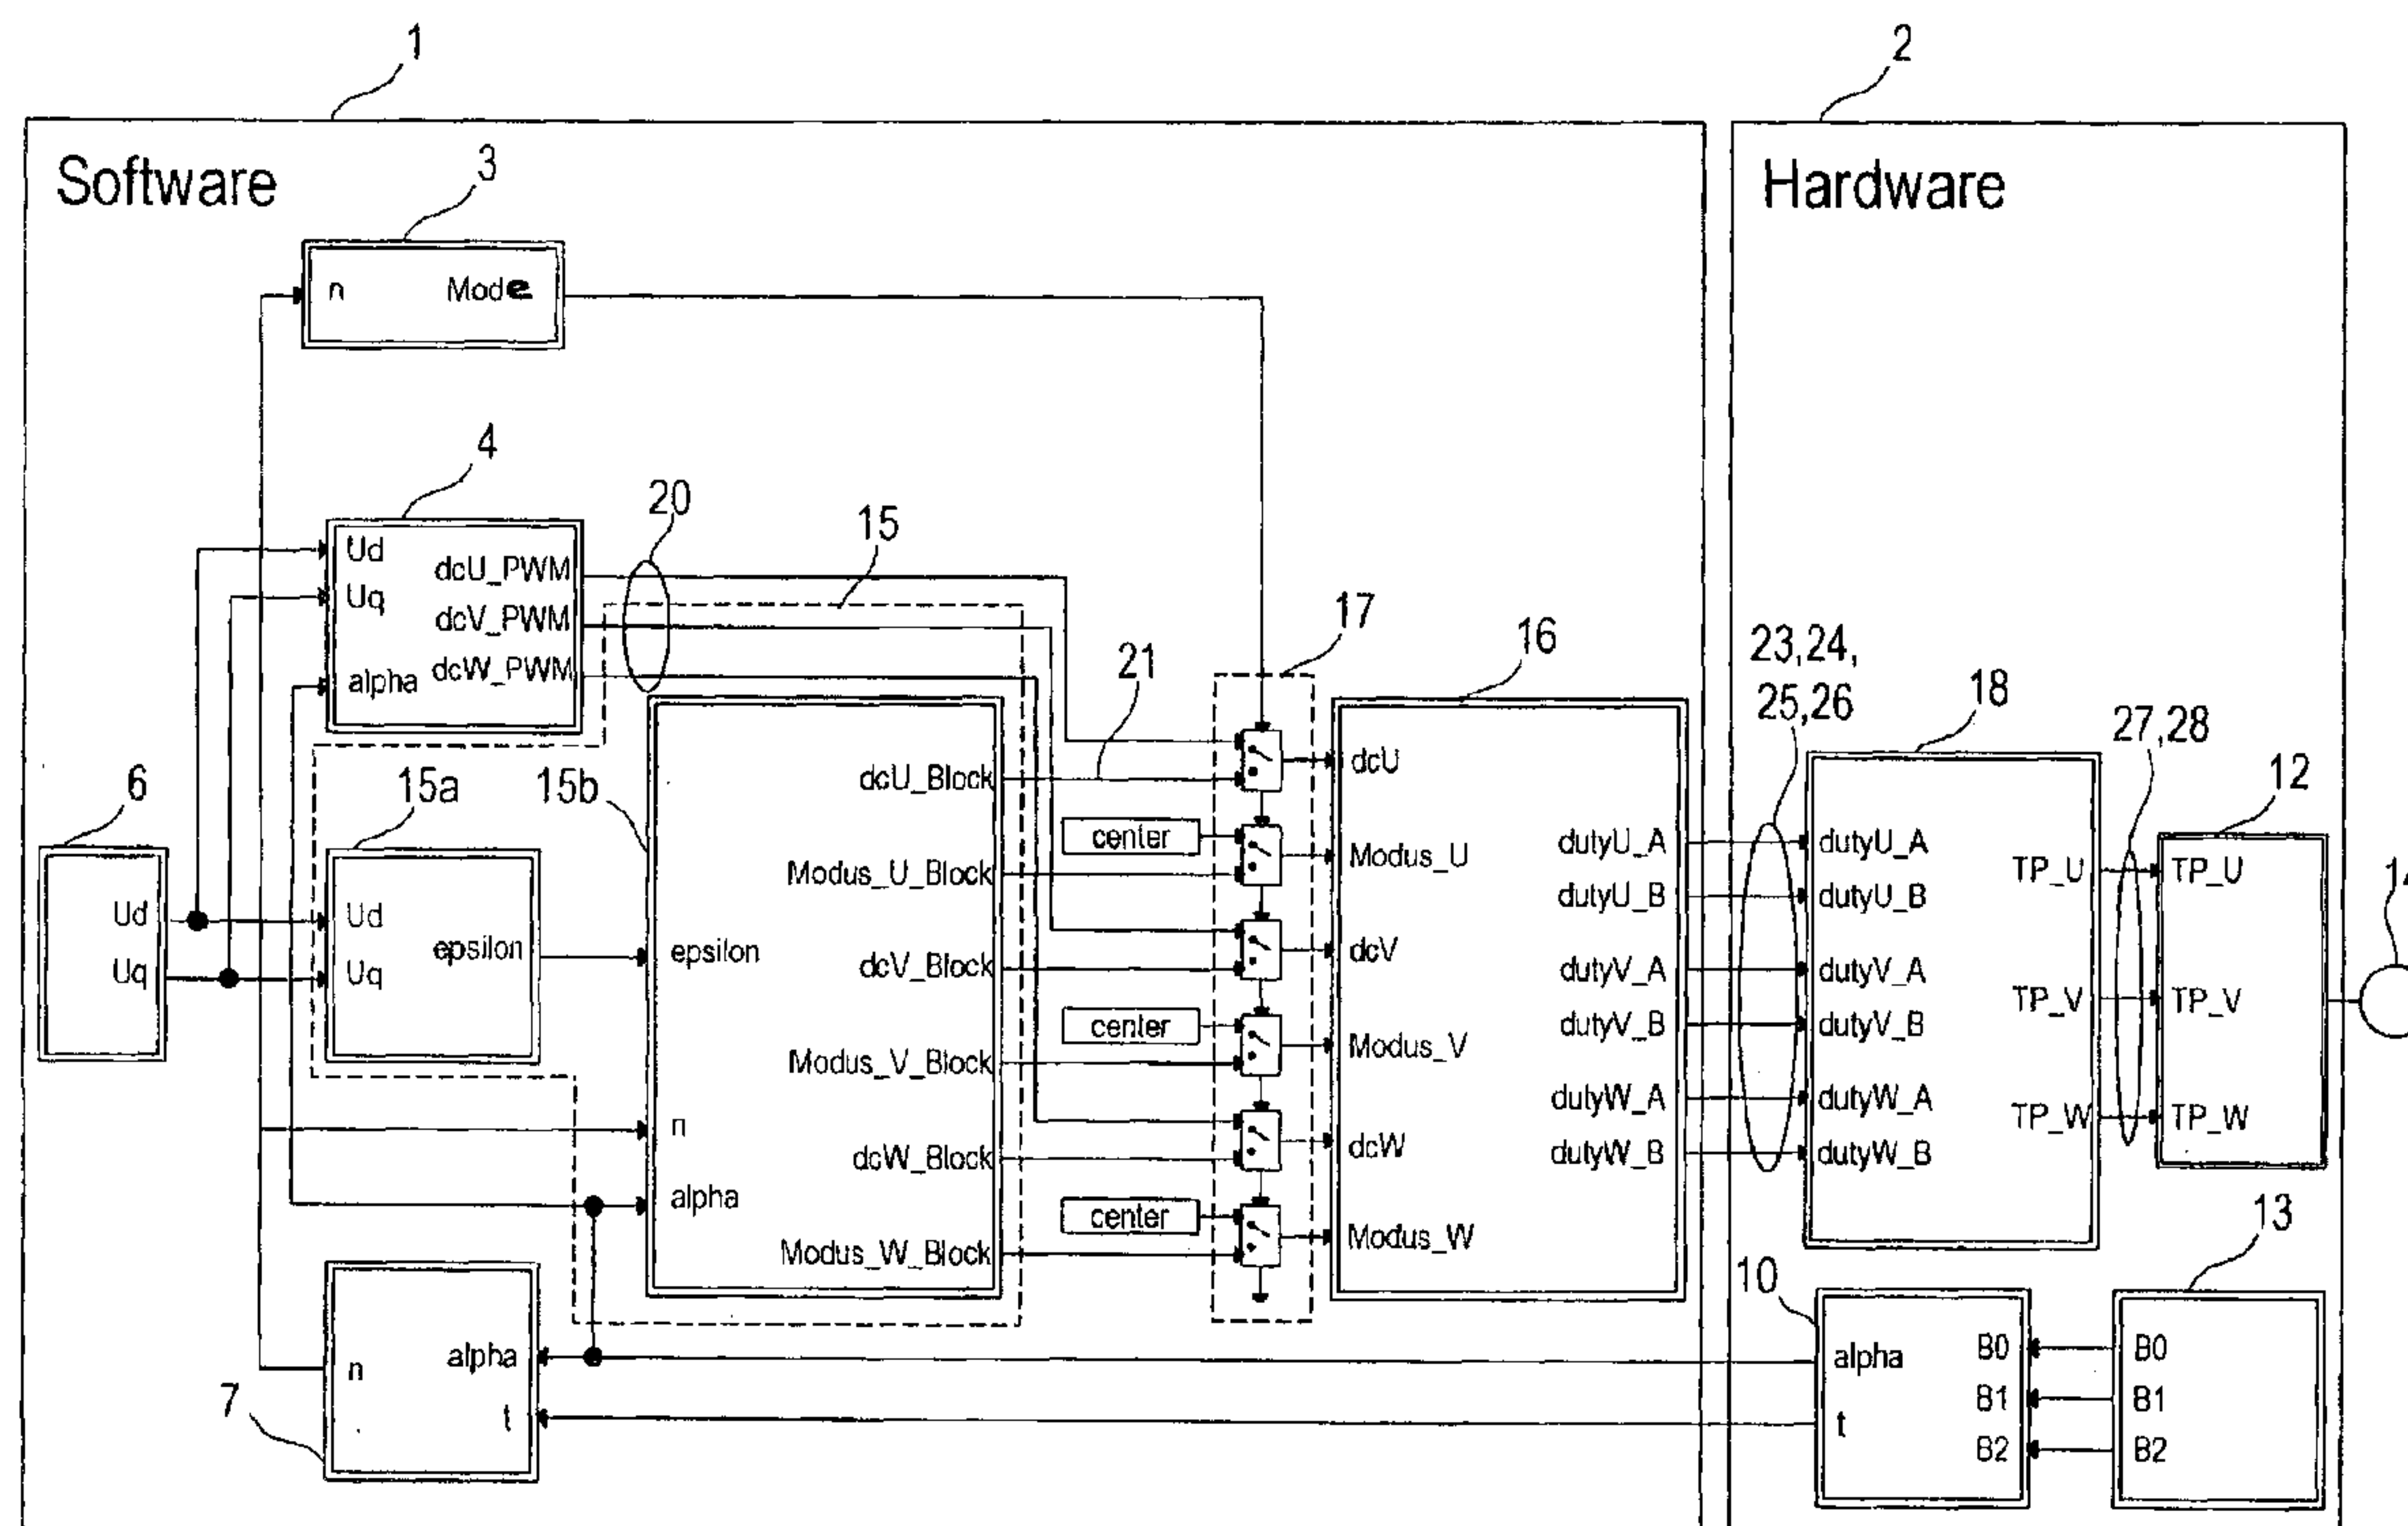 1
2
Software
Hardware
3
n Mode
4
20
15
Ud
Uq
alpha
dcU_PWM
dcV_PWM
dcW_PWM
17
16
21
23,24,
25,26
18
27,28
12
6
15a
15b
Ud
Uq
Ud
Uq
epsilon
epsilon
n
alpha
dcU_Block
Modus_U_Block
dcV_Block
Modus_V_Block
dcW_Block
Modus_W_Block
center
center
center
dcU
Modus_U
dcV
Modus_V
dcW
Modus_W
dutyU_A
dutyU_B
dutyV_A
dutyV_B
dutyW_A
dutyW_B
dutyU_A
dutyU_B
dutyV_A
dutyV_B
dutyW_A
dutyW_B
TP_U
TP_V
TP_W
TP_U
TP_V
TP_W
13
10
7
n
alpha
t
alpha
t
B0
B1
B2
B0
B1
B2